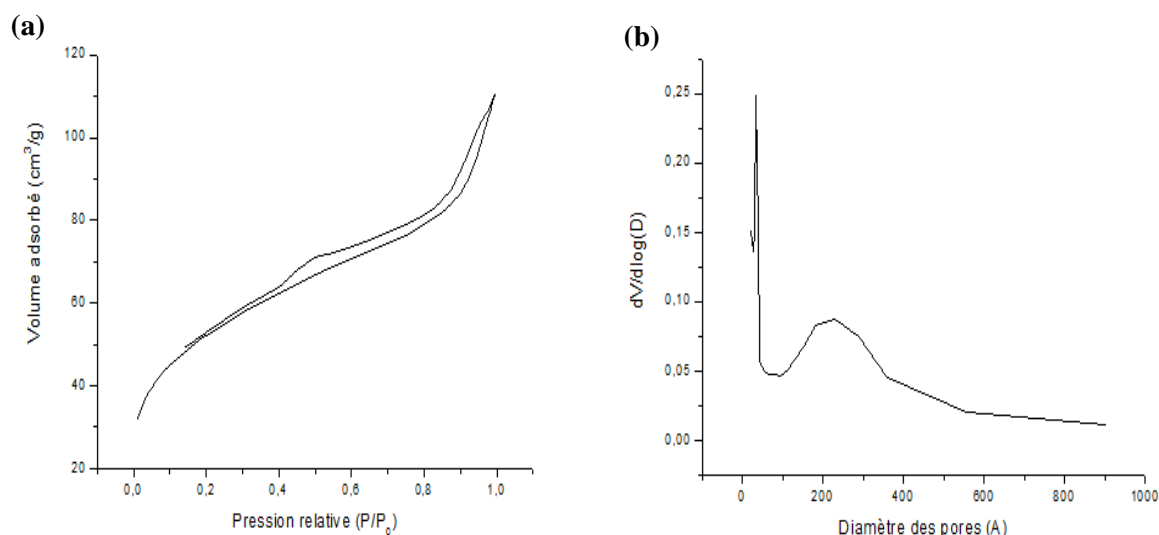 (a)
120
100
80
60
40
20
0,0 0,2 0,4 0,6 0,8 1,0
Volume adsorbé (cm³/g)
Pression relative (P/P₀)
(b)
0,25
0,20
0,15
0,10
0,05
0,00
0 200 400 600 800 1000
dV/dlog(D)
Diamètre des pores (A)